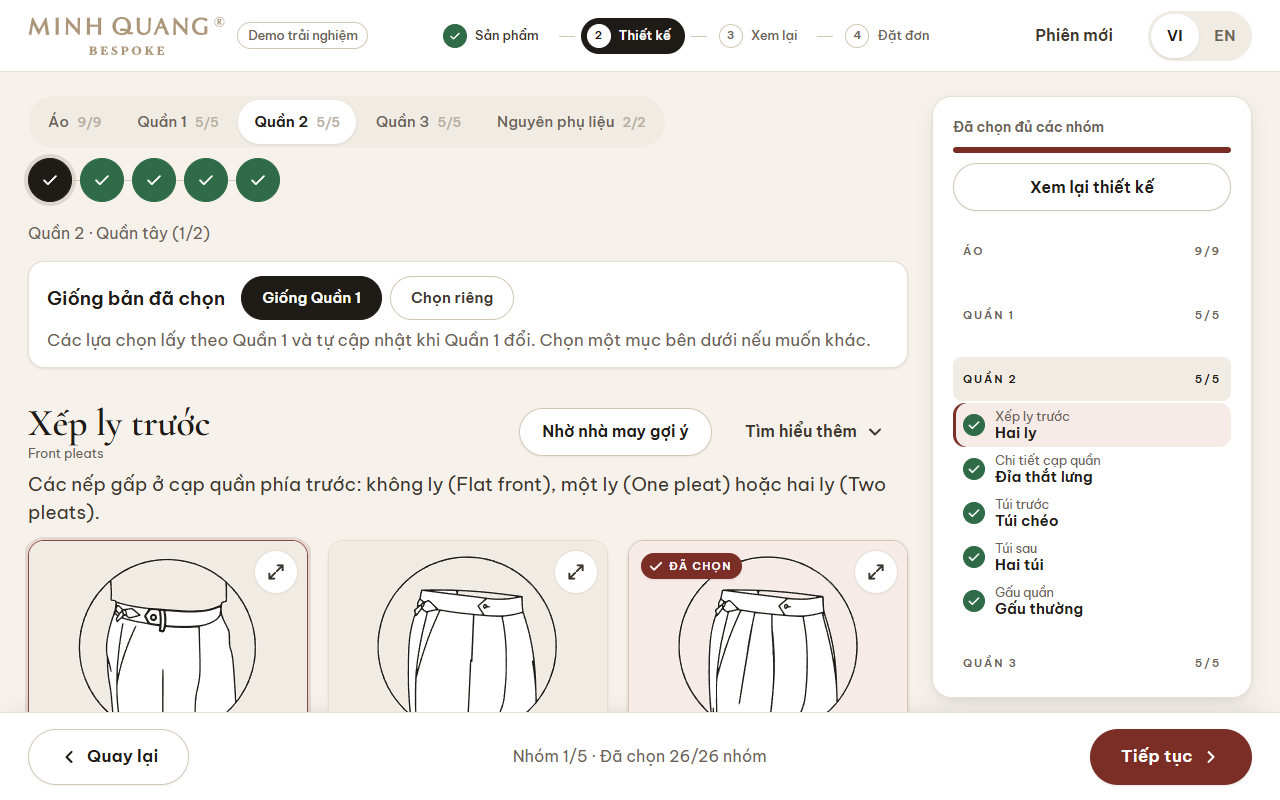 MINH QUANG®
BESPOKE
Demo trải nghiệm
Sản phẩm
2 Thiết kế
3 Xem lại
4 Đặt đơn
Phiên mới
VI
EN
Áo 9/9
Quần 1 5/5
Quần 2 5/5
Quần 3 5/5
Nguyên phụ liệu 2/2
Quần 2 · Quần tây (1/2)
Giống bản đã chọn
Giống Quần 1
Chọn riêng
Các lựa chọn lấy theo Quần 1 và tự cập nhật khi Quần 1 đổi. Chọn một mục bên dưới nếu muốn khác.
Xếp ly trước
Front pleats
Nhờ nhà may gợi ý
Tìm hiểu thêm
Các nếp gấp ở cạp quần phía trước: không ly (Flat front), một ly (One pleat) hoặc hai ly (Two
pleats).
ĐÃ CHỌN
Đã chọn đủ các nhóm
Xem lại thiết kế
ÁO 9/9
QUẦN 1 5/5
QUẦN 2 5/5
Xếp ly trước
Hai ly
Chi tiết cạp quần
Đỉa thắt lưng
Túi trước
Túi chéo
Túi sau
Hai túi
Gấu quần
Gấu thường
QUẦN 3 5/5
Quay lại
Nhóm 1/5 · Đã chọn 26/26 nhóm
Tiếp tục